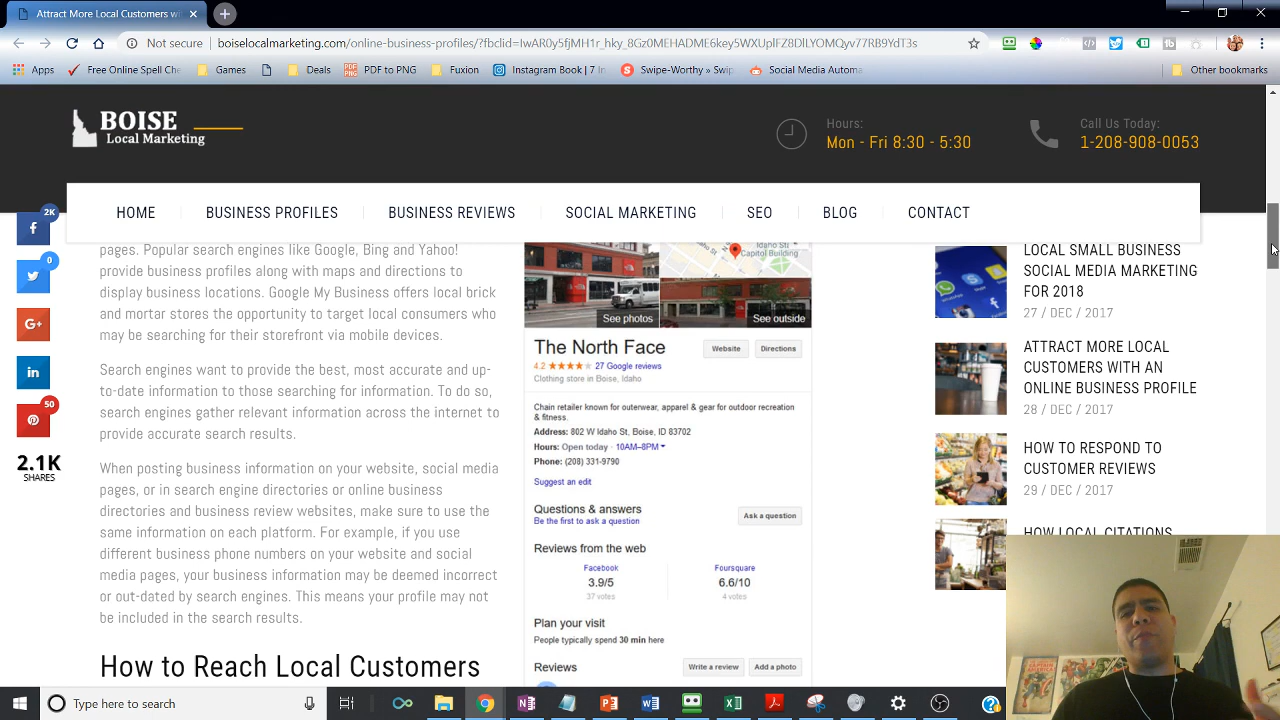 Attract More Local Customers wi
Not secure
boiselocalmarketing.com/online-business-profiles/?fbclid=IwAR0y5fjMH1r_hky_8Gz0MEHADME6key5WXUplFZ8DlLYOMQyv77RB9YdT3s
Apps
Free Online Che
Games
Deals
PNG to PDF
Instagram Book | 7 in
Swipe-Worthy » Swip
Social Media Mome
Fuxion
BOISE
Local Marketing
Hours:
Mon - Fri 8:30 - 5:30
Call Us Today:
1-208-908-0053
HOME
BUSINESS PROFILES
BUSINESS REVIEWS
SOCIAL MARKETING
SEO
BLOG
CONTACT
2K
0
50
2.1K
SHARES
pages. Popular search engines like Google, Bing and Yahoo!
provide business profiles along with maps and directions to
display business locations. Google My Business offers local brick
and mortar stores the opportunity to target local consumers who
may be searching for their storefront via mobile devices.
Search engines want to provide the best, most accurate and up-
to-date information to those searching for information. To do so,
search engines gather relevant information across the internet to
provide accurate search results.
When posting business information on your website, social media
pages, or in search engine directories or online business
directories and business review websites, make sure to use the
same information on each platform. For example, if you use
different business phone numbers on your website and social
media pages, your business information may be deemed incorrect
or out-dated by search engines. This means your profile may not
be included in the search results.
How to Reach Local Customers
Idaho Sta
Capitol Building
See photos
See outside
The North Face
Website
Directions
4.2 ★★★★★ 27 Google reviews
Clothing store in Boise, Idaho
Chain retailer known for outerwear, apparel & gear for outdoor recreation
& fitness.
Address: 802 W Idaho St, Boise, ID 83702
Hours: Open today · 10AM–8PM
Phone: (208) 331-9790
Suggest an edit
Questions & answers
Be the first to ask a question
Ask a question
Reviews from the web
Facebook
3.9/5
37 votes
Foursquare
6.6/10
4 votes
Plan your visit
People typically spend 30 min here
Reviews
Write a review
Add a photo
LOCAL SMALL BUSINESS
SOCIAL MEDIA MARKETING
FOR 2018
27 / DEC / 2017
ATTRACT MORE LOCAL
CUSTOMERS WITH AN
ONLINE BUSINESS PROFILE
28 / DEC / 2017
HOW TO RESPOND TO
CUSTOMER REVIEWS
29 / DEC / 2017
HOW LOCAL CITATIONS
Type here to search